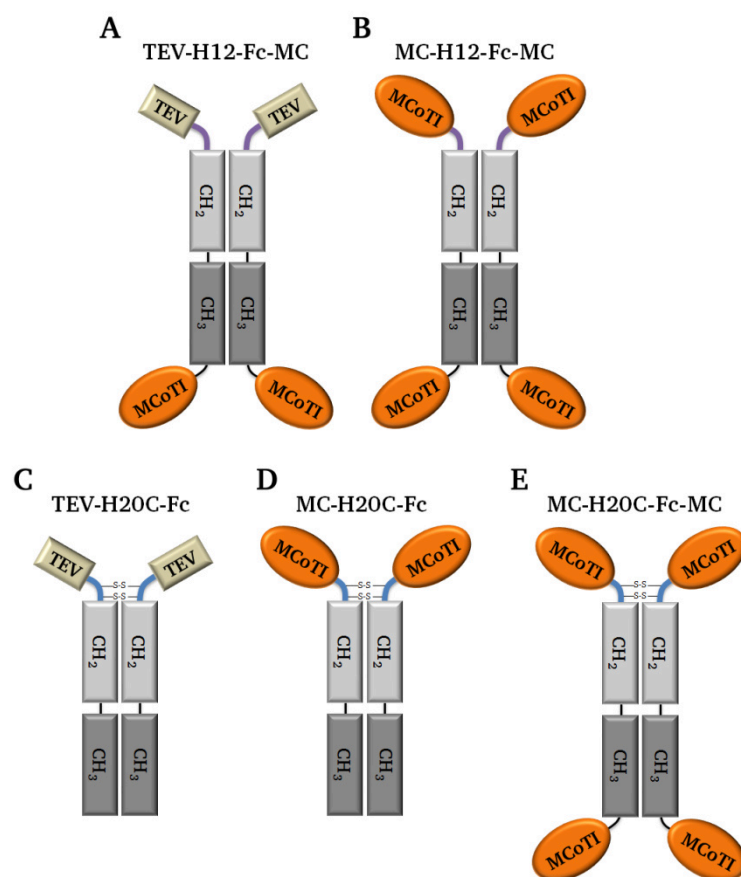 A
TEV-H12-Fc-MC
TEV
TEV
CH2
CH2
CH3
CH3
MCoTI
MCoTI
B
MC-H12-Fc-MC
MCoTI
MCoTI
CH2
CH2
CH3
CH3
MCoTI
MCoTI
C
TEV-H20C-Fc
TEV
TEV
S-S
S-S
CH2
CH2
CH3
CH3
D
MC-H20C-Fc
MCoTI
MCoTI
S-S
S-S
CH2
CH2
CH3
CH3
E
MC-H20C-Fc-MC
MCoTI
MCoTI
S-S
S-S
CH2
CH2
CH3
CH3
MCoTI
MCoTI